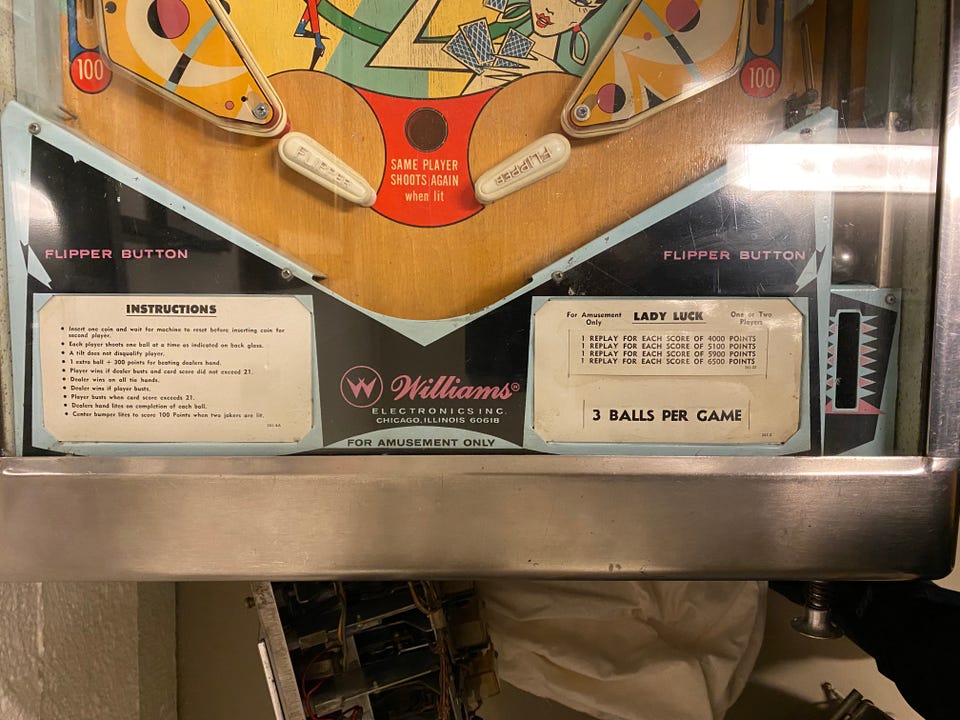 100
100
SAME PLAYER
SHOOTS AGAIN
when lit
FLIPPER
FLIPPER
FLIPPER BUTTON
FLIPPER BUTTON
INSTRUCTIONS
• Insert one coin and wait for machine to reset before inserting coin for
second player.
• Each player shoots one ball at a time as indicated on back glass.
• A tilt does not disqualify player.
• 1 extra ball + 300 points for beating dealers hand.
• Player wins if dealer busts and card score did not exceed 21.
• Dealer wins on all tie hands.
• Dealer wins if player busts.
• Player busts when card score exceeds 21.
• Dealers hand lites on completion of each ball.
• Center bumper lites to score 100 Points when two jokers are lit.
W Williams®
ELECTRONICS INC.
CHICAGO, ILLINOIS 60618
FOR AMUSEMENT ONLY
For Amusement Only LADY LUCK One or Two Players
1 REPLAY FOR EACH SCORE OF 4000 POINTS
1 REPLAY FOR EACH SCORE OF 5100 POINTS
1 REPLAY FOR EACH SCORE OF 5900 POINTS
1 REPLAY FOR EACH SCORE OF 6500 POINTS
3 BALLS PER GAME